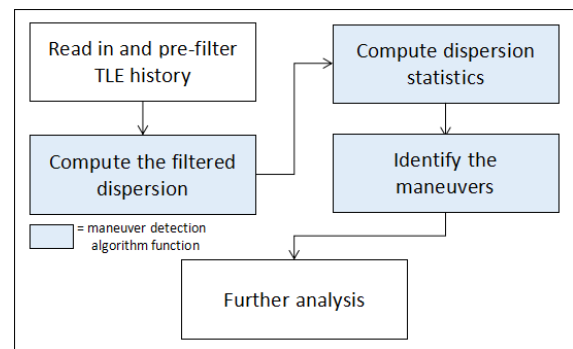 Read in and pre-filter
TLE history
Compute the filtered
dispersion
= maneuver detection
algorithm function
Compute dispersion
statistics
Identify the
maneuvers
Further analysis